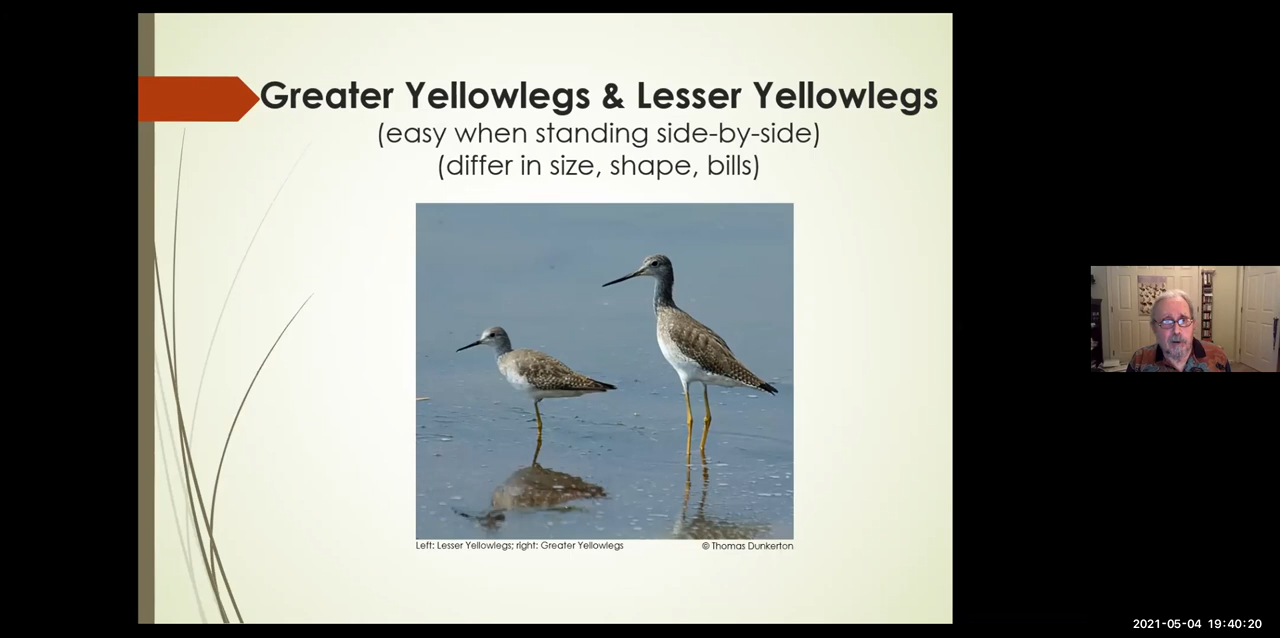 Greater Yellowlegs & Lesser Yellowlegs
(easy when standing side-by-side)
(differ in size, shape, bills)
Left: Lesser Yellowlegs; right: Greater Yellowlegs
© Thomas Dunkerton
2021-05-04 19:40:20